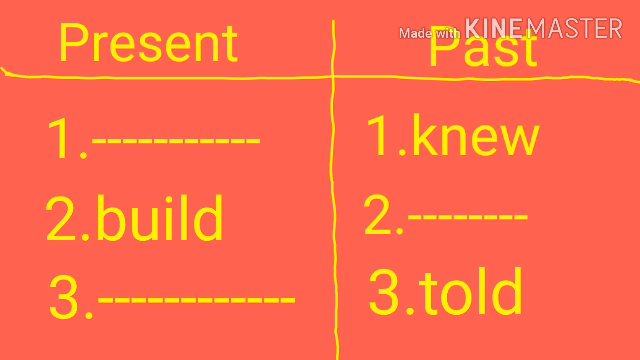 Made with KINEMASTER
Present Past
1.----------- 1.knew
2.build 2.--------
3.------------ 3.told